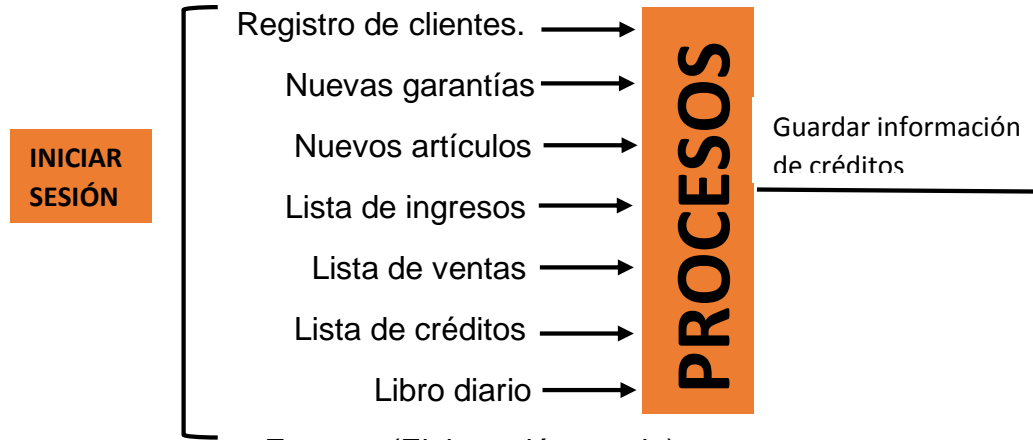 Registro de clientes.
Nuevas garantías
Nuevos artículos
Lista de ingresos
Lista de ventas
Lista de créditos
Libro diario
INICIAR
SESIÓN
PROCESOS
Guardar información
de créditos